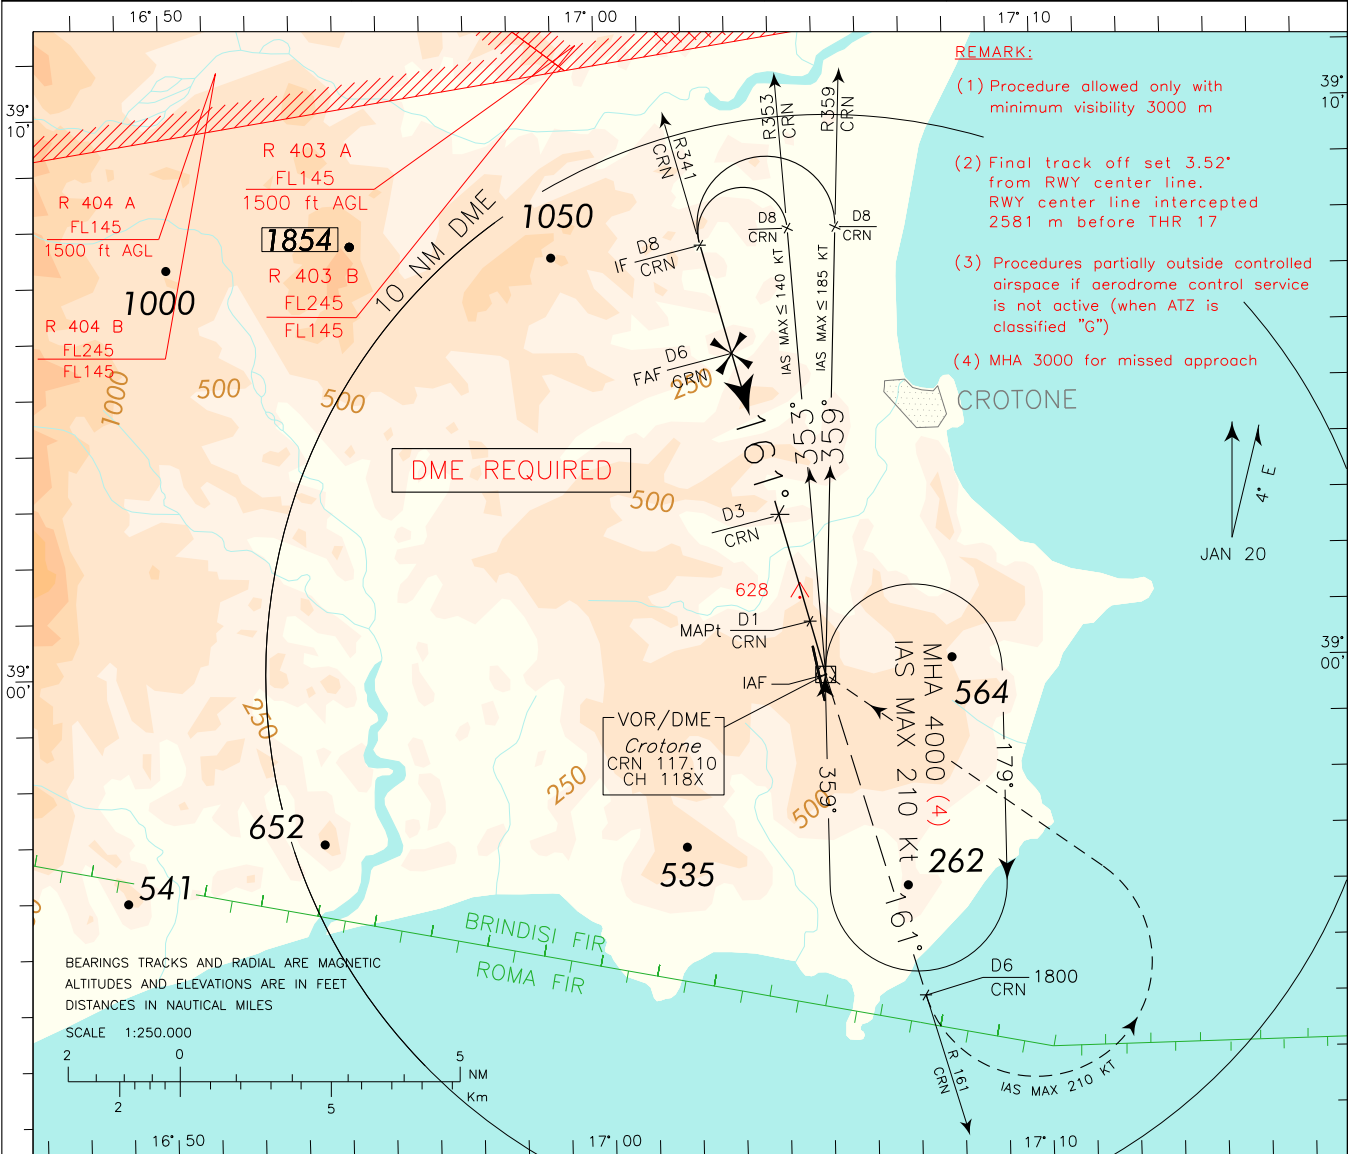 16°50
17°00
17°10
39°
10'
39°
10'
REMARK:
(1) Procedure allowed only with
minimum visibility 3000 m
(2) Final track off set 3.52°
from RWY center line.
RWY center line intercepted
2581 m before THR 17
(3) Procedures partially outside controlled
airspace if aerodrome control service
is not active (when ATZ is
classified "G")
(4) MHA 3000 for missed approach
R 403 A
FL145
1500 ft AGL
R 404 A
FL145
1500 ft AGL
1854
R 403 B
FL245
FL145
1000
R 404 B
FL245
FL145
10 NM DME
1050
R341
CRN
R353
CRN
R359
CRN
D8
CRN
D8
CRN
IF D8
CRN
IAS MAX ≤ 140 KT
IAS MAX ≤ 185 KT
FAF D6
CRN
250
1000
500
500
CROTONE
4° E
JAN 20
DME REQUIRED
161°
353°
359°
500
D3
CRN
628
MAPt D1
CRN
IAF
39°
00'
39°
00'
VOR/DME
Crotone
CRN 117.10
CH 118X
MHA 4000 (4)
IAS MAX 210 Kt
564
179°
359°
250
250
500
652
535
262
541
161°
BRINDISI FIR
ROMA FIR
D6
CRN
1800
R 161
CRN
IAS MAX 210 KT
BEARINGS TRACKS AND RADIAL ARE MAGNETIC
ALTITUDES AND ELEVATIONS ARE IN FEET
DISTANCES IN NAUTICAL MILES
SCALE 1:250.000
2 0 5 NM
2 5 Km
16°50
17°00
17°10